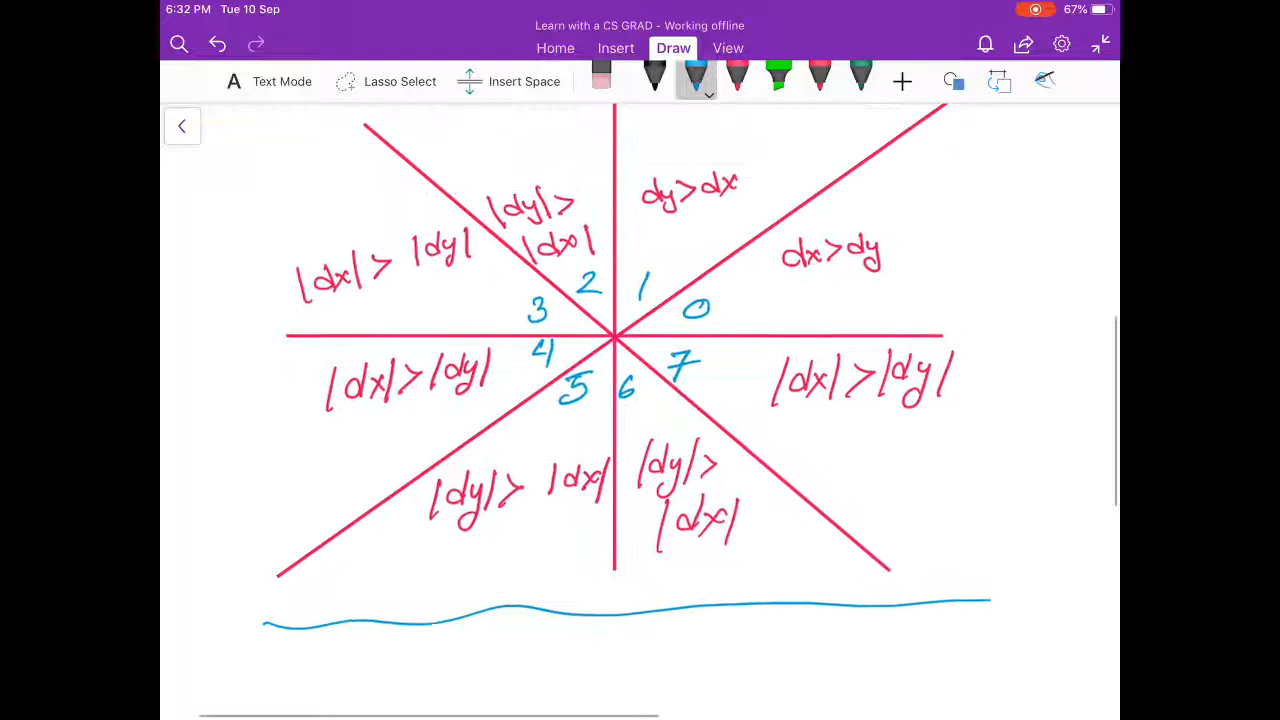 6:32 PM Tue 10 Sep
67%
Learn with a CS GRAD - Working offline
Home Insert Draw View
A Text Mode Lasso Select Insert Space
|dy| >
|dx|
dy > dx
|dx| > |dy|
dx > dy
2 1
3 0
4 7
5 6
|dx| > |dy|
|dx| > |dy|
|dy| > |dx|
|dy| >
|dx|